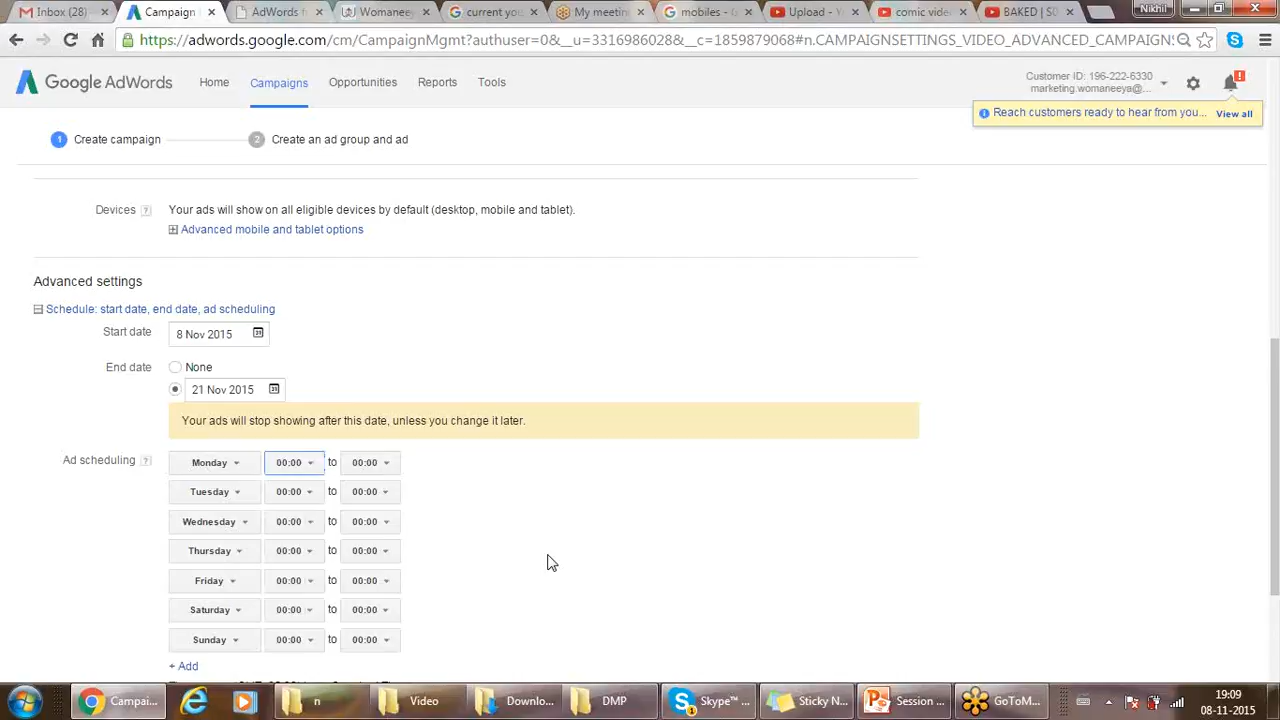 Inbox (28)
Campaign
AdWords
Womanee
current yo
My meetin
mobiles - G
Upload - Y
comic vide
BAKED | S
Nikhil
https://adwords.google.com/cm/CampaignMgmt?authuser=0&__u=3316986028&__c=1859879068#n.CAMPAIGNSETTINGS_VIDEO_ADVANCED_CAMPAIGNS
Google AdWords
Home
Campaigns
Opportunities
Reports
Tools
Customer ID: 196-222-6330
marketing.womaneeya@...
!
Reach customers ready to hear from you... View all
1 Create campaign
2 Create an ad group and ad
Devices ? Your ads will show on all eligible devices by default (desktop, mobile and tablet).
Advanced mobile and tablet options
Advanced settings
Schedule: start date, end date, ad scheduling
Start date 8 Nov 2015
End date None
21 Nov 2015
Your ads will stop showing after this date, unless you change it later.
Ad scheduling ? Monday 00:00 to 00:00
Tuesday 00:00 to 00:00
Wednesday 00:00 to 00:00
Thursday 00:00 to 00:00
Friday 00:00 to 00:00
Saturday 00:00 to 00:00
Sunday 00:00 to 00:00
+ Add
Campai...
n
Video
Downlo...
DMP
Skype™ ...
Sticky N...
Session ...
GoToM...
19:09
08-11-2015